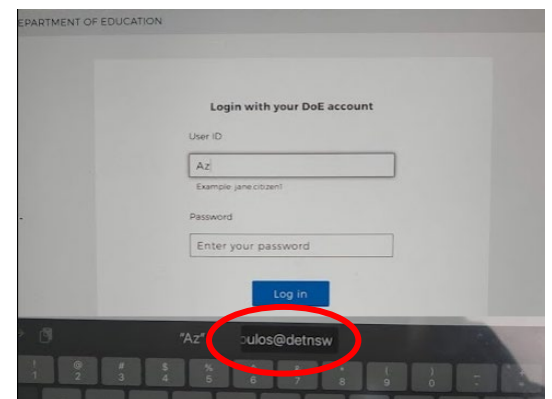 EPARTMENT OF EDUCATION
Login with your DoE account
User ID
Az
Example: jane.citizen1
Password
Enter your password
Log in
"Az" oulos@detnsw
! @ # $ % ^ & * ( )
1 2 3 4 5 6 7 8 9 0